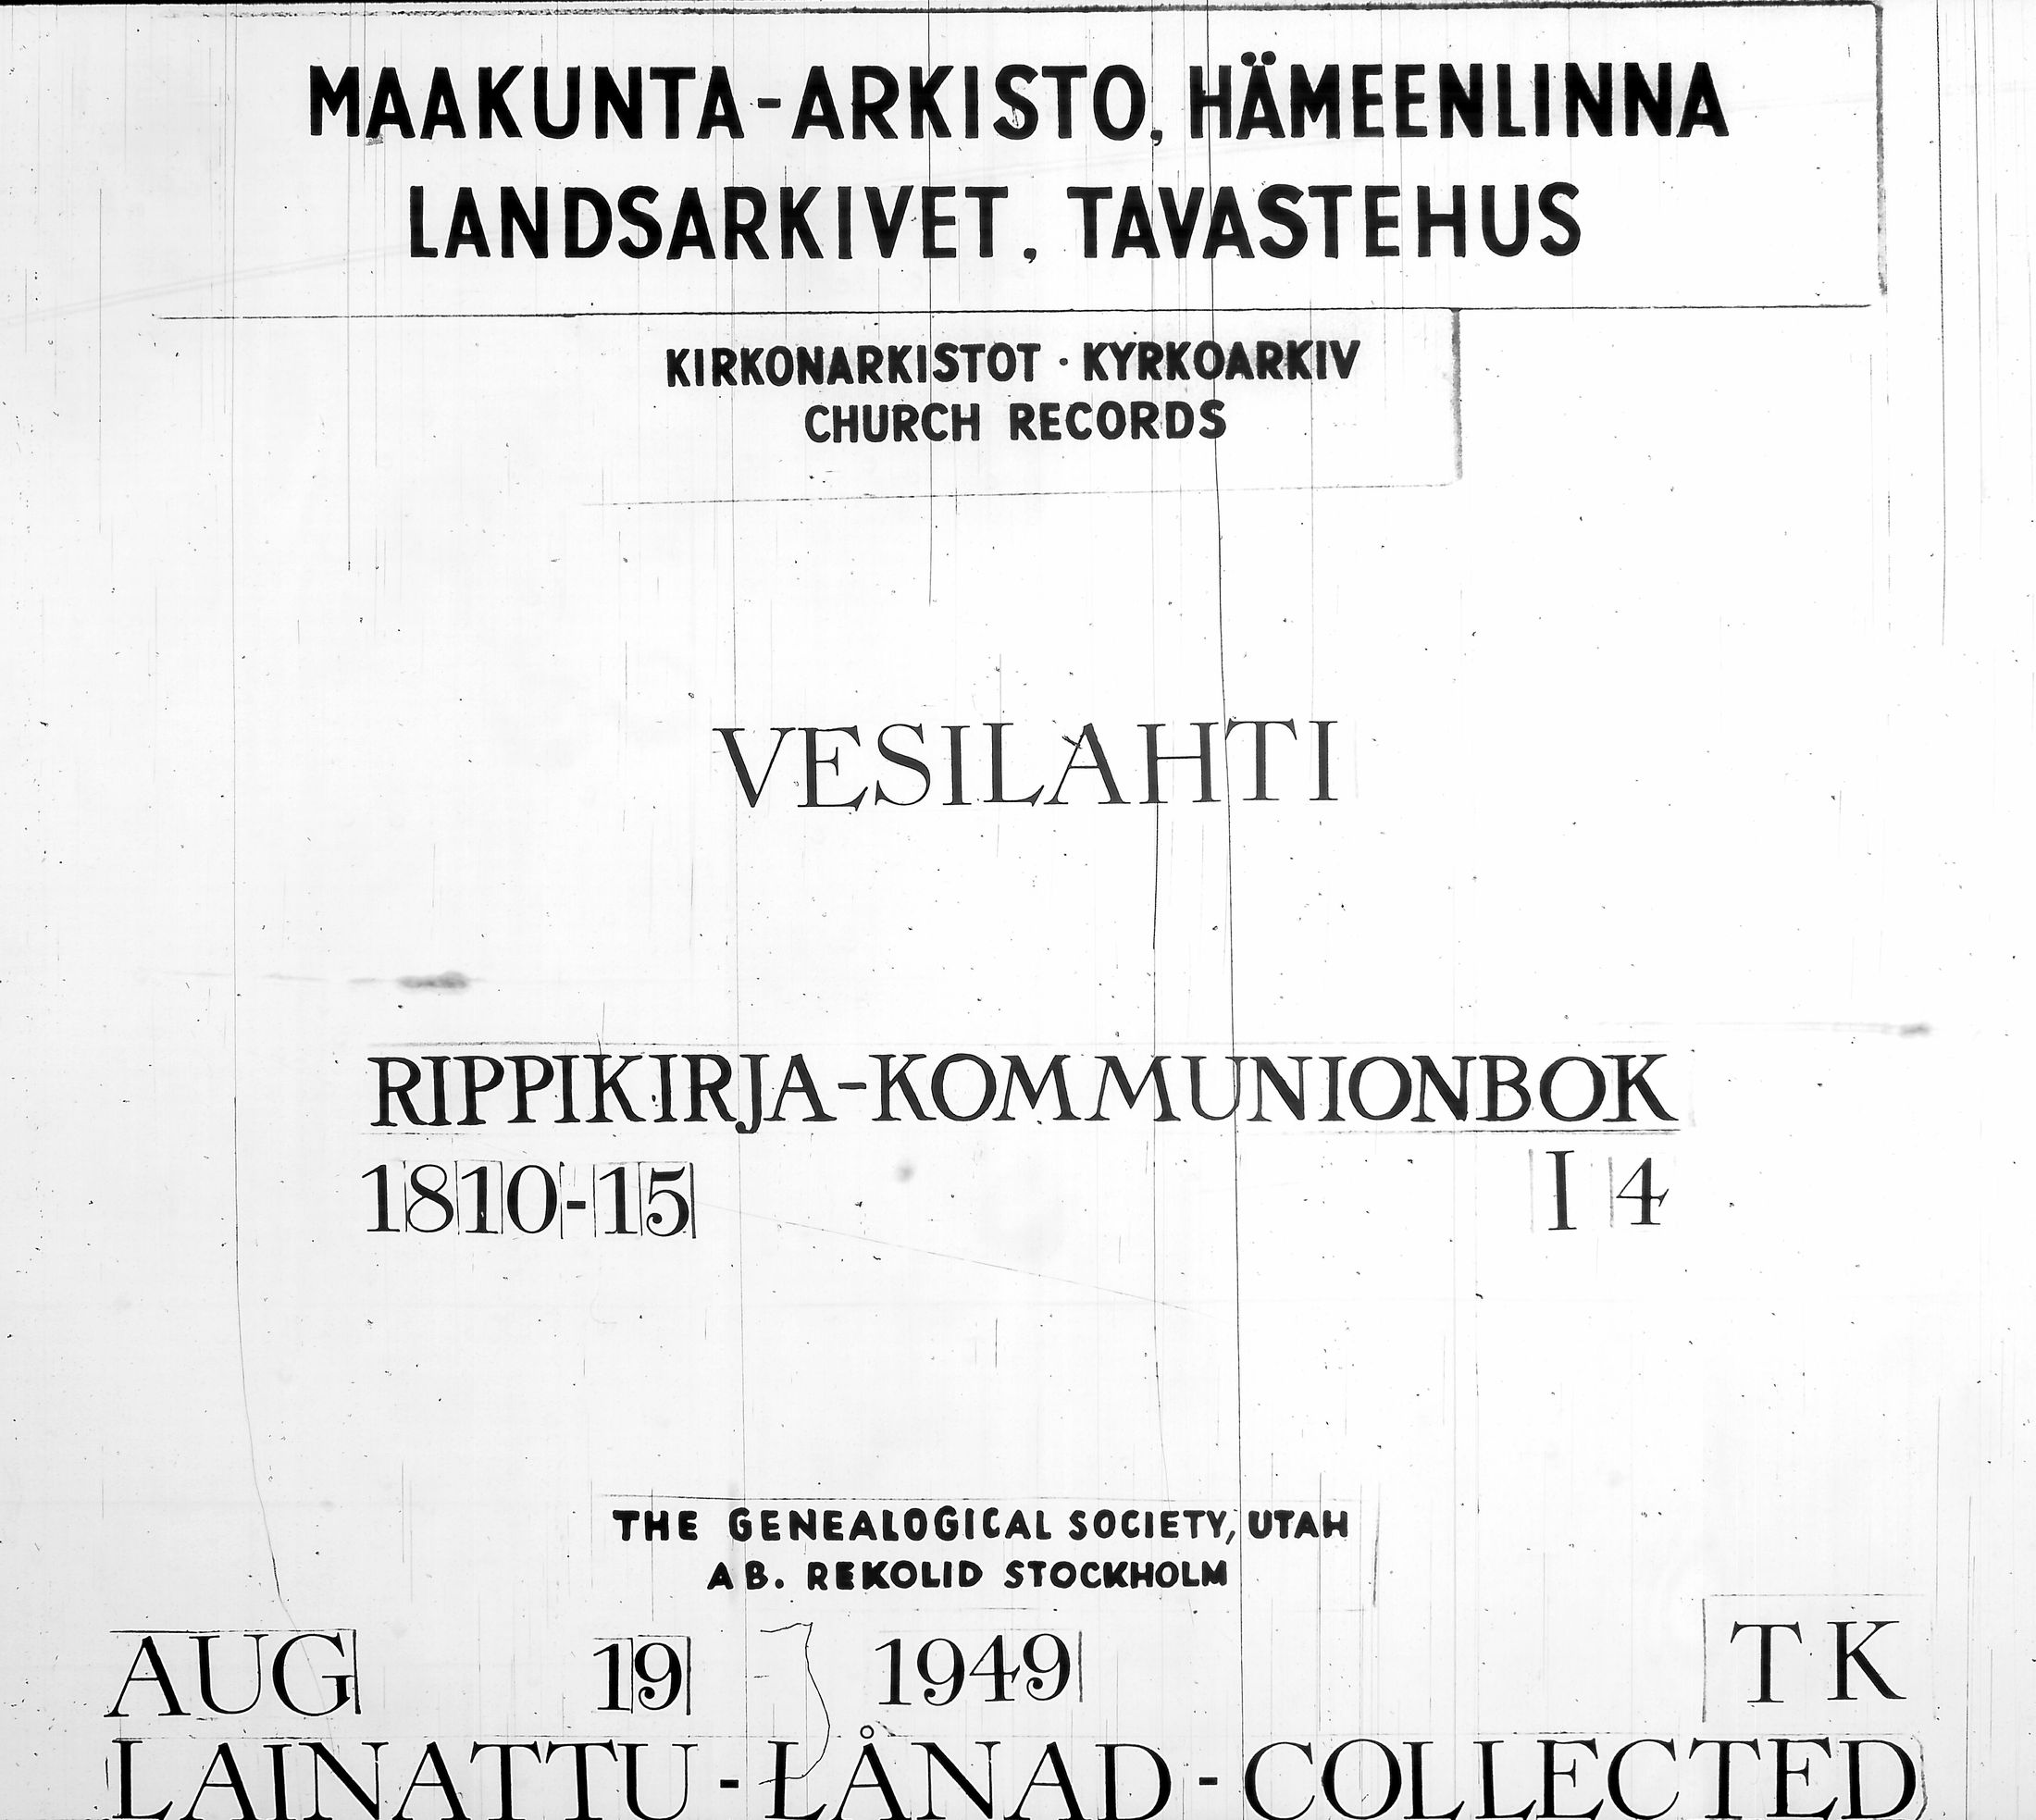 MAAKUNTA-ARKISTO, HÄMEENLINNA
LANDSARKIVET, TAVASTEHUS
KIRKONARKISTOT · KYRKOARKIV
CHURCH RECORDS
VESILAHTI
RIPPIKIRJA-KOMMUNIONBOK
1810-15 I 4
THE GENEALOGICAL SOCIETY, UTAH
AB. REKOLID STOCKHOLM
AUG 19 1949 TK
LAINATTU-LÅNAD-COLLECTED